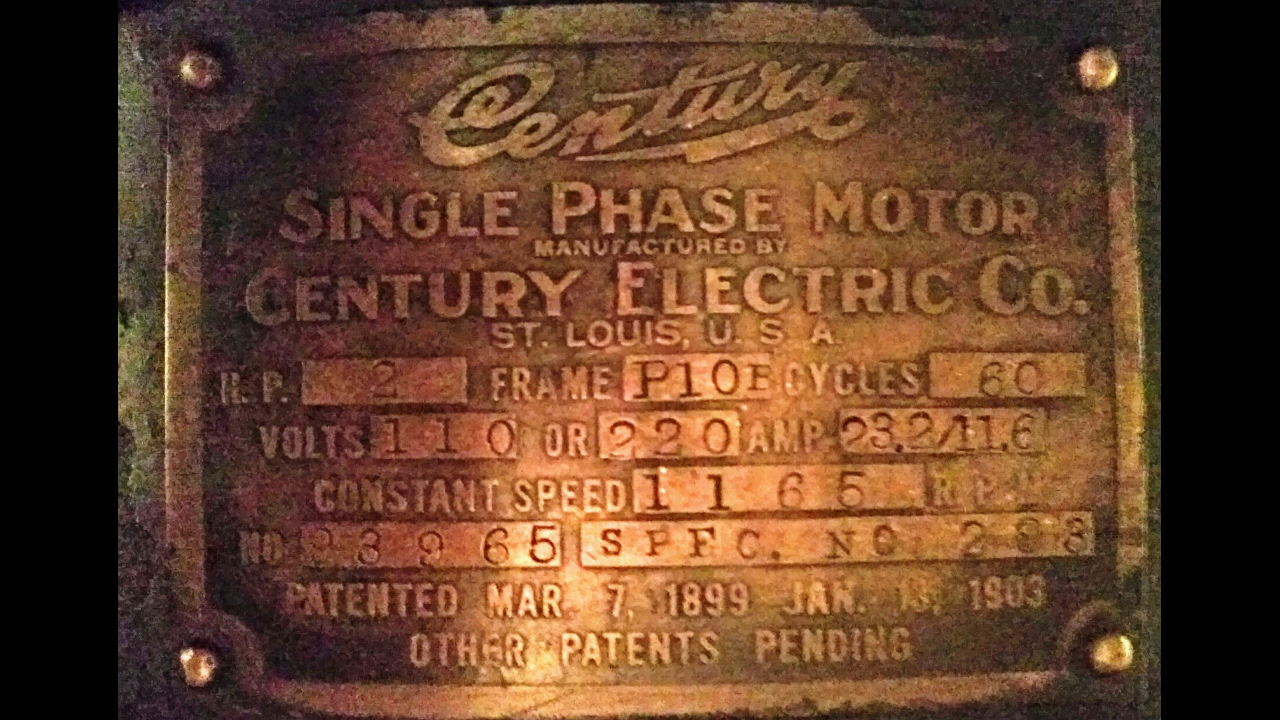 Century
SINGLE PHASE MOTOR
MANUFACTURED BY
CENTURY ELECTRIC CO.
ST. LOUIS, U. S. A.
H. P. 2 FRAME P10E CYCLES 60
VOLTS 110 OR 220 AMP 23.2/11.6
CONSTANT SPEED 1165 R.P.M.
NO SPEC. NO.
PATENTED MAR. 7, 1899 JAN. 13, 1903
OTHER PATENTS PENDING